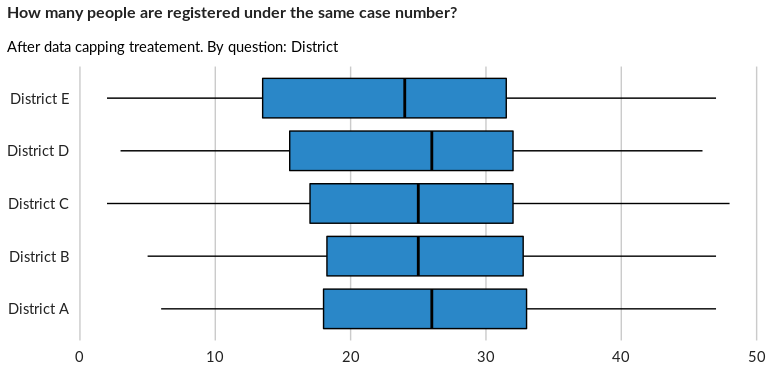 How many people are registered under the same case number?
After data capping treatement. By question: District
District E
District D
District C
District B
District A
0 10 20 30 40 50